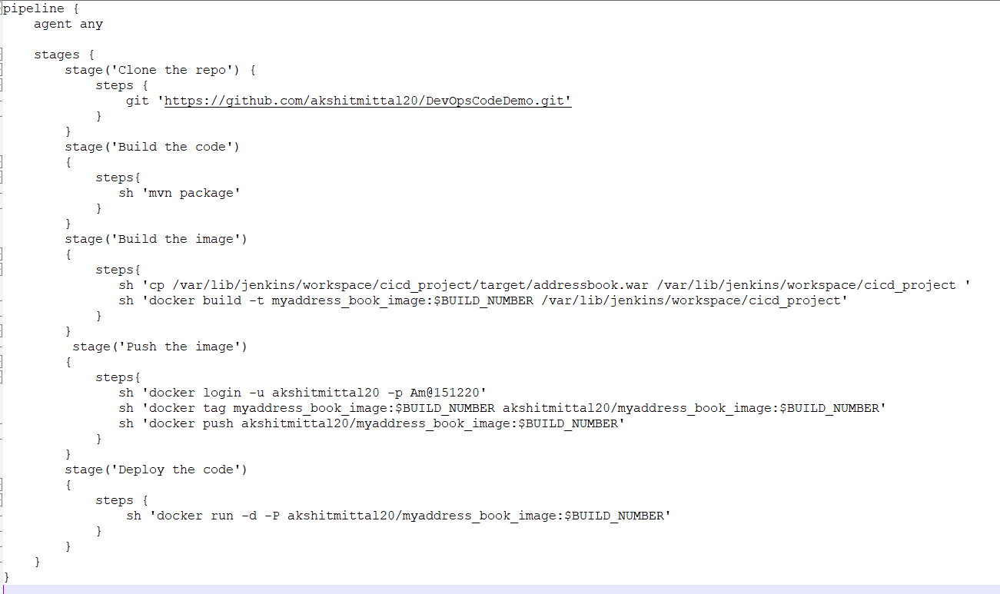 pipeline {
    agent any

    stages {
        stage('Clone the repo') {
            steps {
                git 'https://github.com/akshitmittal20/DevOpsCodeDemo.git'
            }
        }
        stage('Build the code')
        {
            steps{
               sh 'mvn package'
            }
        }
        stage('Build the image')
        {
            steps{
               sh 'cp /var/lib/jenkins/workspace/cicd_project/target/addressbook.war /var/lib/jenkins/workspace/cicd_project '
               sh 'docker build -t myaddress_book_image:$BUILD_NUMBER /var/lib/jenkins/workspace/cicd_project'
            }
        }
         stage('Push the image')
        {
            steps{
               sh 'docker login -u akshitmittal20 -p Am@151220'
               sh 'docker tag myaddress_book_image:$BUILD_NUMBER akshitmittal20/myaddress_book_image:$BUILD_NUMBER'
               sh 'docker push akshitmittal20/myaddress_book_image:$BUILD_NUMBER'
            }
        }
        stage('Deploy the code')
        {
            steps {
                sh 'docker run -d -P akshitmittal20/myaddress_book_image:$BUILD_NUMBER'
            }
        }
    }
}